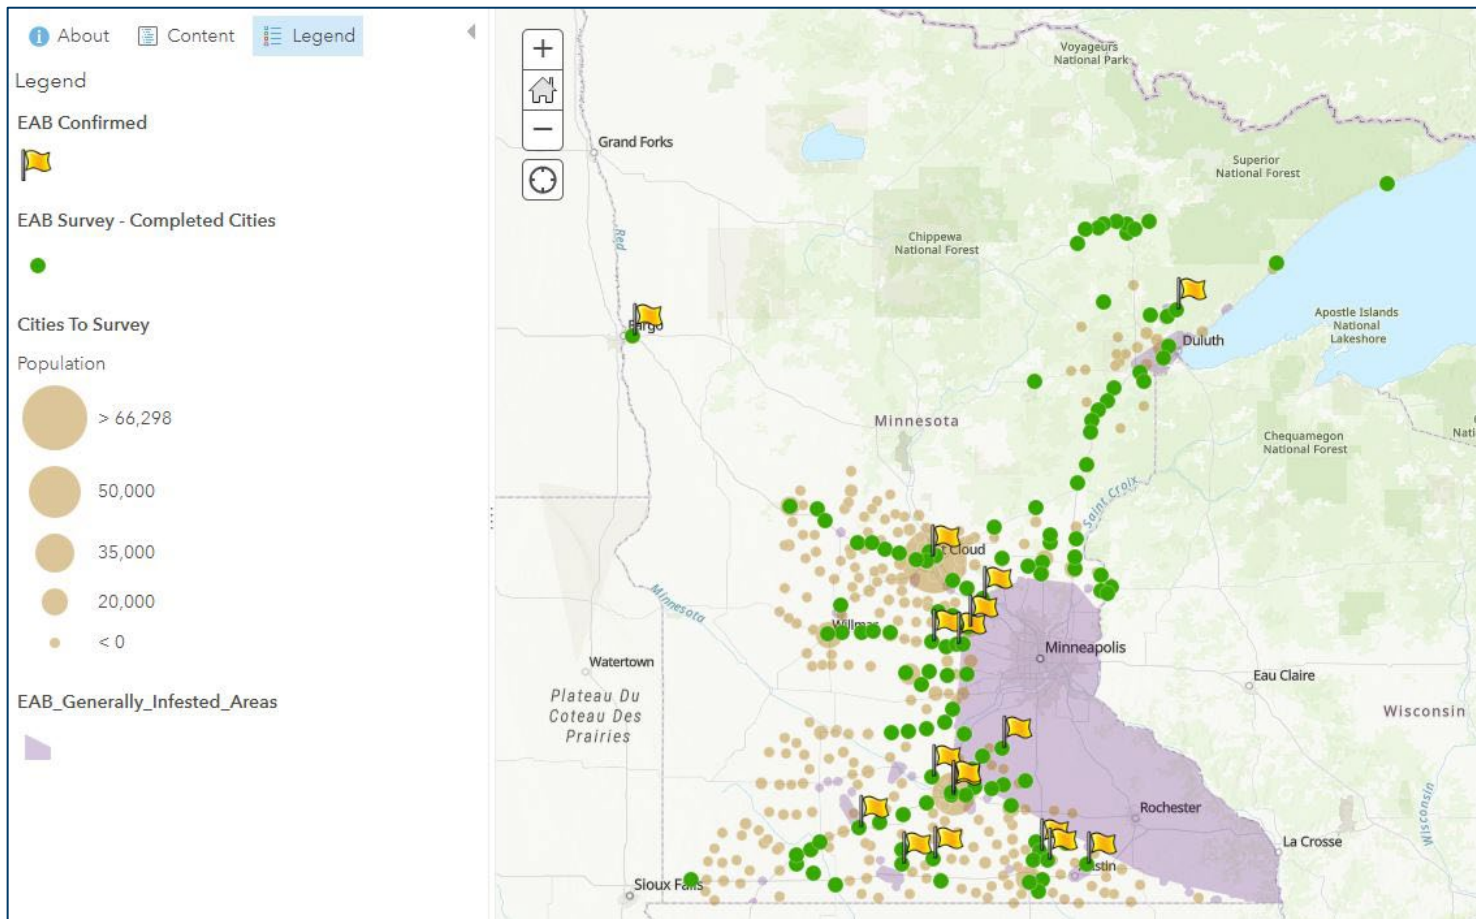 About
Content
Legend
Legend
EAB Confirmed
EAB Survey - Completed Cities
Cities To Survey
Population
> 66,298
50,000
35,000
20,000
< 0
EAB_Generally_Infested_Areas
Voyageurs
National Park
Grand Forks
Superior
National Forest
Red
Chippewa
National Forest
Apostle Islands
National
Lakeshore
Fargo
Duluth
Minnesota
Chequamegon
National Forest
Saint Croix
t Cloud
Minnesota
Willmar
Minneapolis
Watertown
Eau Claire
Plateau Du
Coteau Des
Prairies
Wisconsin
Rochester
Wisconsin
La Crosse
stin
Sioux Falls